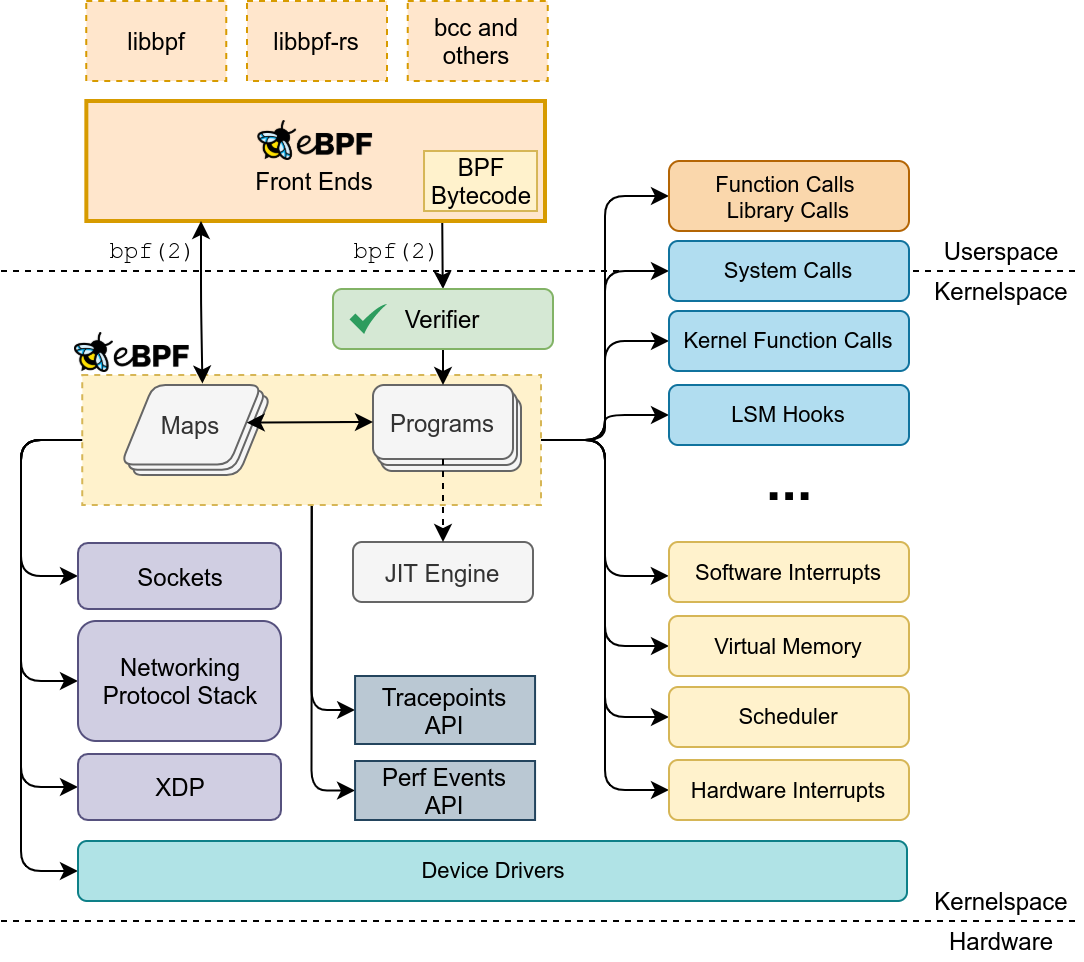 libbpf
libbpf-rs
bcc and
others
eBPF
Front Ends
BPF
Bytecode
bpf(2)
bpf(2)
Function Calls
Library Calls
Userspace
System Calls
Kernelspace
Verifier
Kernel Function Calls
eBPF
Maps
Programs
LSM Hooks
...
Sockets
JIT Engine
Software Interrupts
Networking
Protocol Stack
Virtual Memory
Tracepoints
API
Scheduler
XDP
Perf Events
API
Hardware Interrupts
Device Drivers
Kernelspace
Hardware